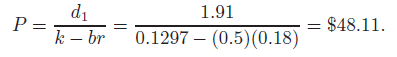 P = d₁ / (k − br) = 1.91 / (0.1297 − (0.5)(0.18)) = $48.11.